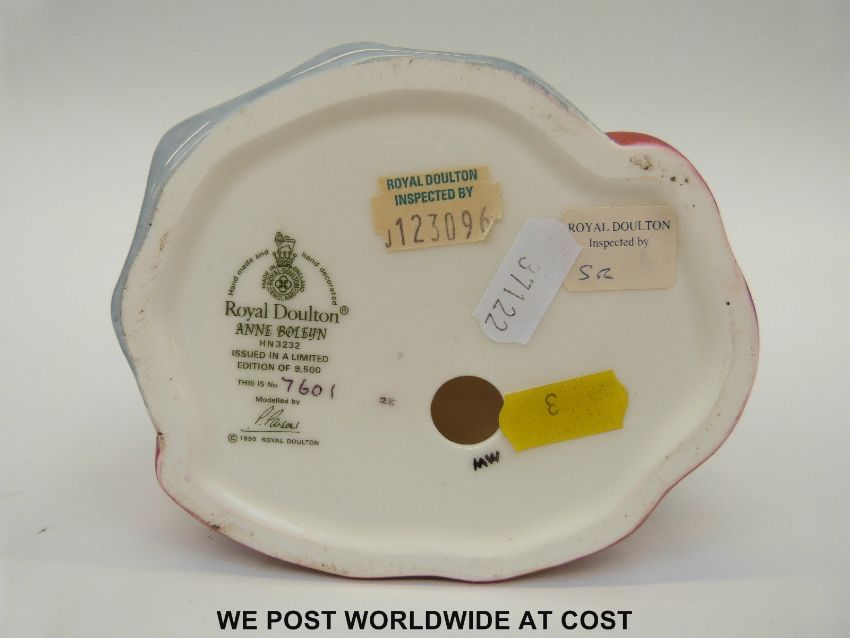 ROYAL DOULTON
INSPECTED BY
J123096
ROYAL DOULTON
Inspected by
SR
37122
Hand made and hand decorated
MADE IN ENGLAND
Royal Doulton®
ANNE BOLEYN
HN3232
ISSUED IN A LIMITED
EDITION OF 9,500
THIS IS No. 7601
Modelled by
P. Parsons
© 1990 ROYAL DOULTON
3
MW
WE POST WORLDWIDE AT COST